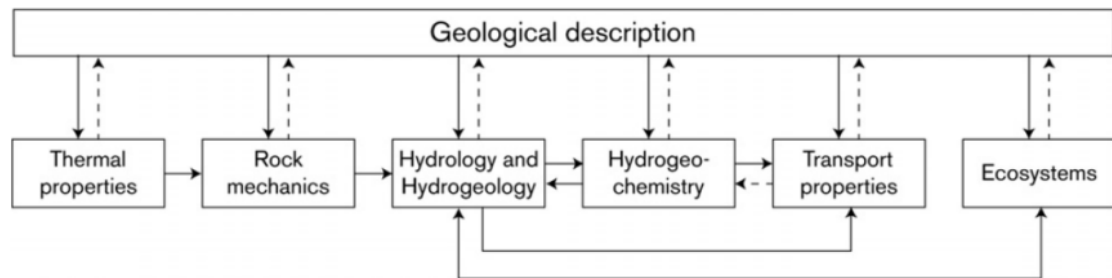 Geological description
Thermal
properties
Rock
mechanics
Hydrology and
Hydrogeology
Hydrogeo-
chemistry
Transport
properties
Ecosystems